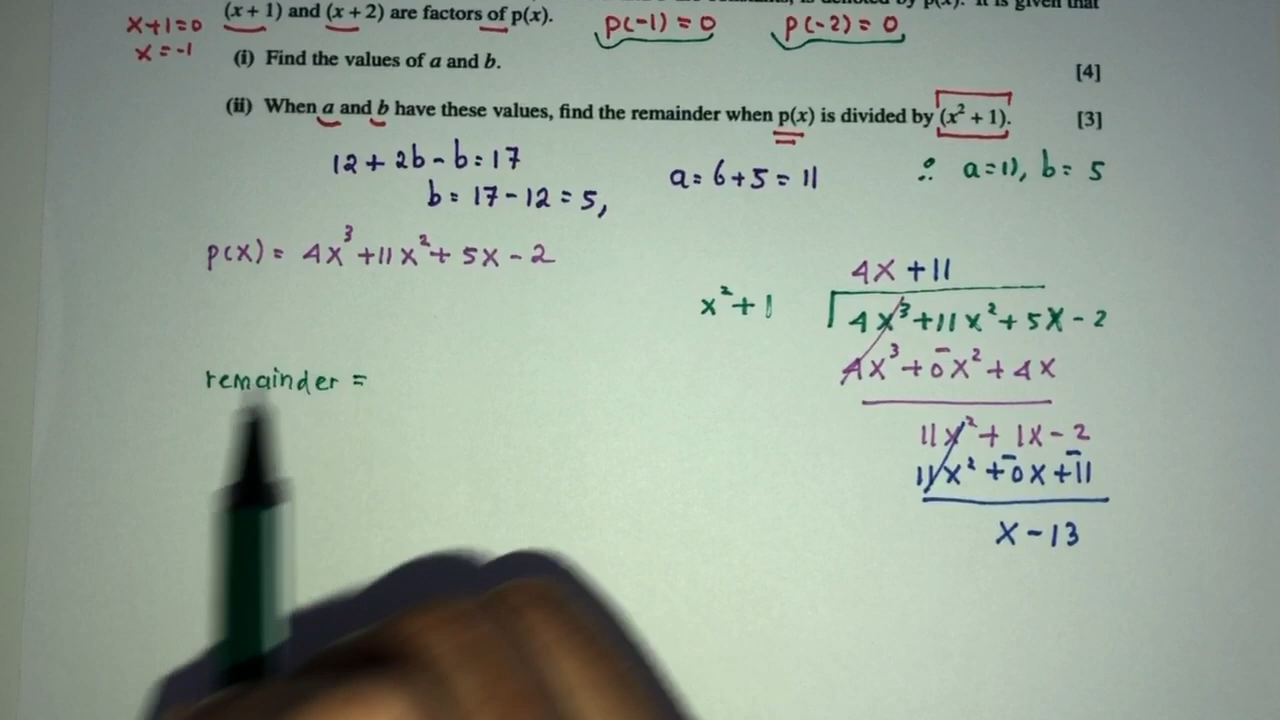 (x + 1) and (x + 2) are factors of p(x).
x+1=0
x=-1
p(-1)=0
p(-2)=0
(i) Find the values of a and b.
[4]
(ii) When a and b have these values, find the remainder when p(x) is divided by (x² + 1).
[3]
12+2b-b=17
b=17-12=5,
a=6+5=11
∴ a=11, b=5
p(x)= 4x³+11x²+5x-2
4x+11
x²+1
4x³+11x²+5x-2
4x³+0x²+4x
11x²+1x-2
11x²+0x+11
x-13
remainder =